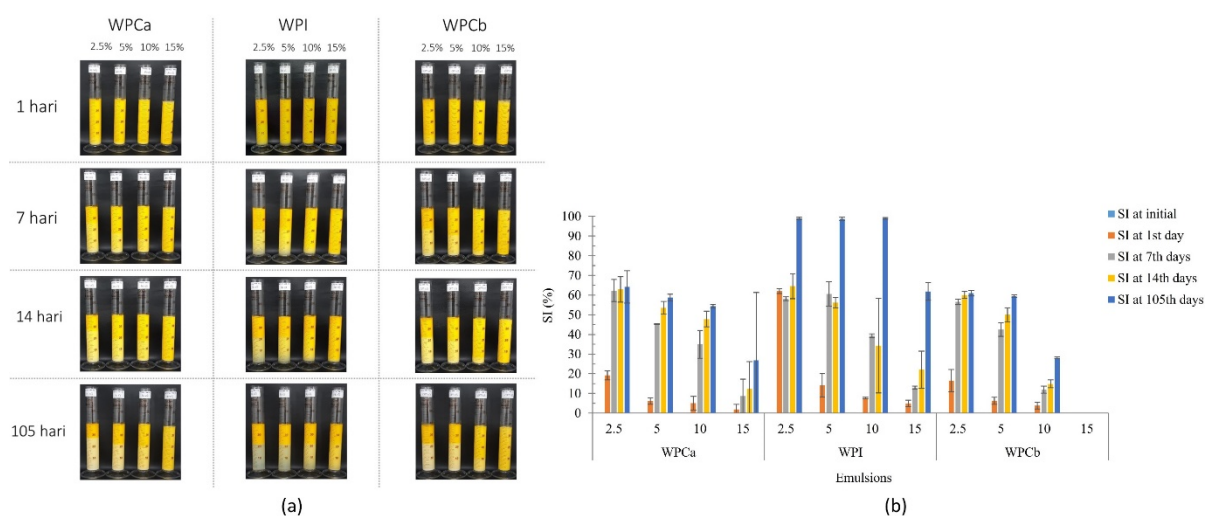 WPCa WPI WPCb
2.5% 5% 10% 15% 2.5% 5% 10% 15% 2.5% 5% 10% 15%
1 hari
7 hari
14 hari
105 hari
(a)
SI (%)
100
90
80
70
60
50
40
30
20
10
0
2.5 5 10 15 2.5 5 10 15 2.5 5 10 15
WPCa WPI WPCb
Emulsions
SI at initial
SI at 1st day
SI at 7th days
SI at 14th days
SI at 105th days
(b)